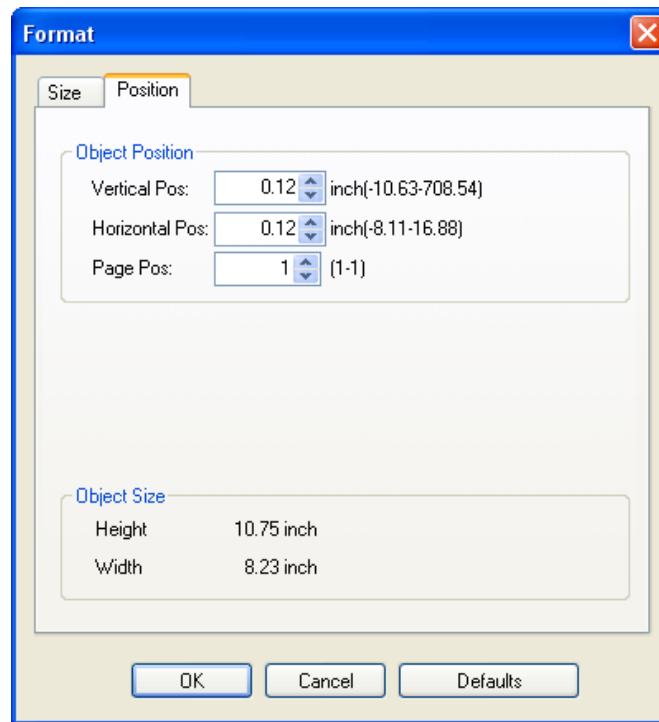 Format
Size Position
Object Position
Vertical Pos: 0.12 inch(-10.63-708.54)
Horizontal Pos: 0.12 inch(-8.11-16.88)
Page Pos: 1 (1-1)
Object Size
Height 10.75 inch
Width 8.23 inch
OK Cancel Defaults